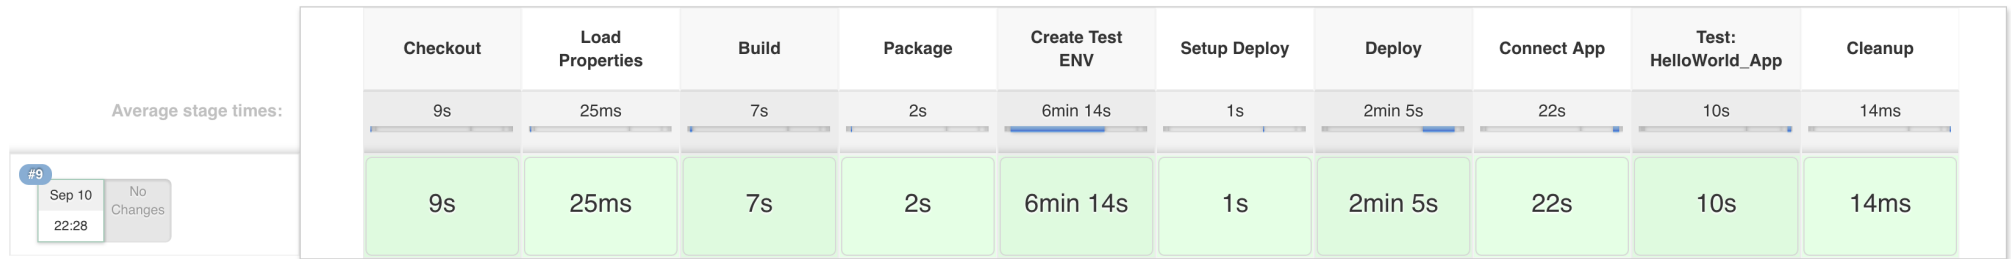 Checkout
Load
Properties
Build
Package
Create Test
ENV
Setup Deploy
Deploy
Connect App
Test:
HelloWorld_App
Cleanup
Average stage times:
9s
25ms
7s
2s
6min 14s
1s
2min 5s
22s
10s
14ms
#9
Sep 10
22:28
No
Changes
9s
25ms
7s
2s
6min 14s
1s
2min 5s
22s
10s
14ms